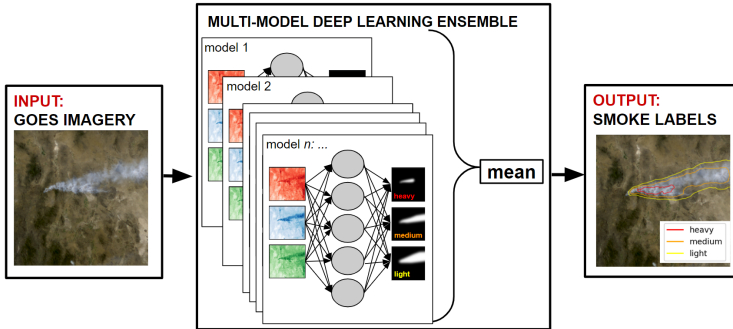 MULTI-MODEL DEEP LEARNING ENSEMBLE
INPUT:
GOES IMAGERY
model 1
model 2
model n: ...
heavy
medium
light
mean
OUTPUT:
SMOKE LABELS
heavy
medium
light